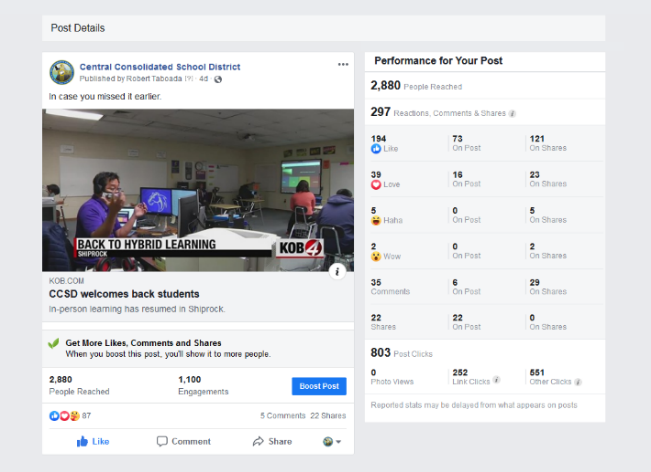 Post Details
Central Consolidated School District
Published by Robert Taboada [?] · 4d ·
In case you missed it earlier.
BACK TO HYBRID LEARNING
SHIPROCK
KOB 4
KOB.COM
CCSD welcomes back students
In-person learning has resumed in Shiprock.
Get More Likes, Comments and Shares
When you boost this post, you'll show it to more people.
2,880 1,100
People Reached Engagements
Boost Post
87 5 Comments 22 Shares
Like Comment Share
Performance for Your Post
2,880 People Reached
297 Reactions, Comments & Shares
194 73 121
Like On Post On Shares
39 16 23
Love On Post On Shares
5 0 5
Haha On Post On Shares
2 0 2
Wow On Post On Shares
35 6 29
Comments On Post On Shares
22 22 0
Shares On Post On Shares
803 Post Clicks
0 252 551
Photo Views Link Clicks Other Clicks
Reported stats may be delayed from what appears on posts